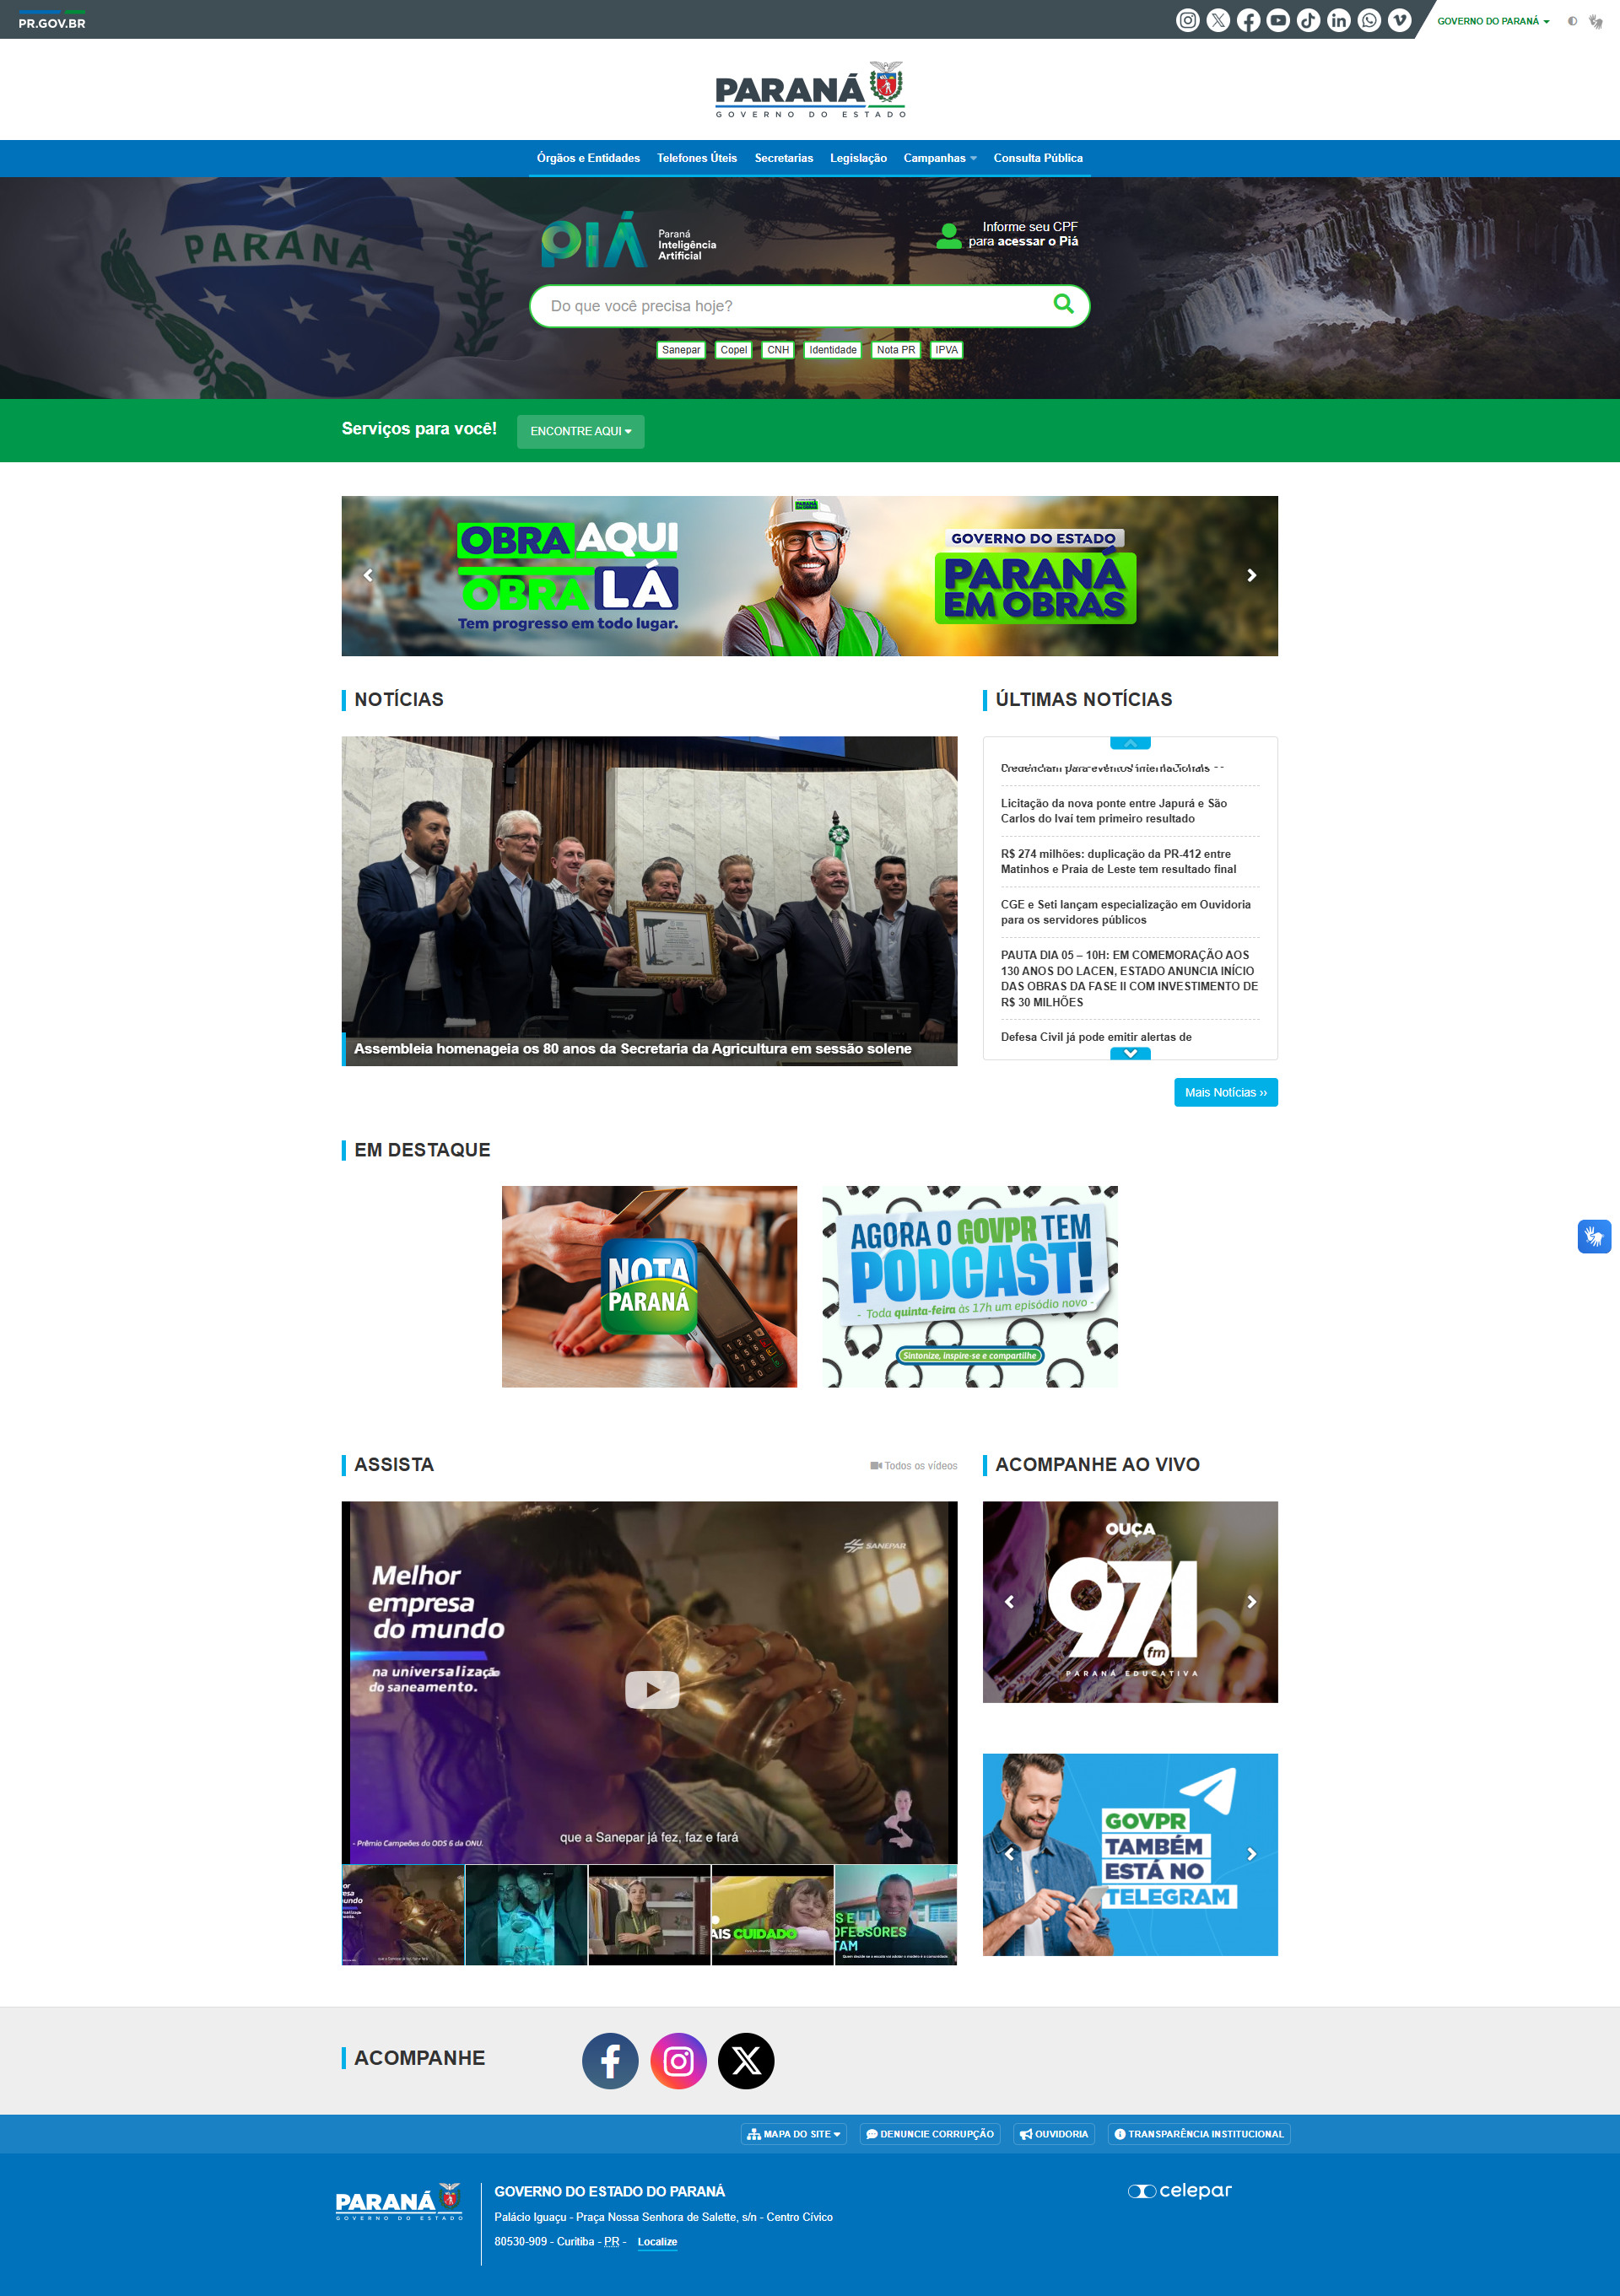 PR.GOV.BR
GOVERNO DO PARANÁ
PARANÁ
GOVERNO DO ESTADO
Órgãos e Entidades
Telefones Úteis
Secretarias
Legislação
Campanhas
Consulta Pública
PARANÁ
PIÁ
Paraná
Inteligência
Artificial
Informe seu CPF
para acessar o Piá
Do que você precisa hoje?
Sanepar
Copel
CNH
Identidade
Nota PR
IPVA
Serviços para você!
ENCONTRE AQUI
OBRA AQUI
OBRA LÁ
Tem progresso em todo lugar.
GOVERNO DO ESTADO
PARANÁ
EM OBRAS
NOTÍCIAS
Assembleia homenageia os 80 anos da Secretaria da Agricultura em sessão solene
ÚLTIMAS NOTÍCIAS
Licitação da nova ponte entre Japurá e São
Carlos do Ivaí tem primeiro resultado
R$ 274 milhões: duplicação da PR-412 entre
Matinhos e Praia de Leste tem resultado final
CGE e Seti lançam especialização em Ouvidoria
para os servidores públicos
PAUTA DIA 05 – 10H: EM COMEMORAÇÃO AOS
130 ANOS DO LACEN, ESTADO ANUNCIA INÍCIO
DAS OBRAS DA FASE II COM INVESTIMENTO DE
R$ 30 MILHÕES
Defesa Civil já pode emitir alertas de
Mais Notícias ››
EM DESTAQUE
NOTA
PARANÁ
AGORA O GOVPR TEM
PODCAST!
- Toda quinta-feira às 17h um episódio novo -
Sintonize, inspire-se e compartilhe
ASSISTA
Todos os vídeos
SANEPAR
Melhor
empresa
do mundo
na universalização
do saneamento.
- Prêmio Campeões do ODS 6 da ONU.
que a Sanepar já fez, faz e fará
AIS CUIDADO
S E
OFESSORES
TAM
ACOMPANHE AO VIVO
OUÇA
97.1
fm
PARANÁ EDUCATIVA
GOVPR
TAMBÉM
ESTÁ NO
TELEGRAM
ACOMPANHE
MAPA DO SITE
DENUNCIE CORRUPÇÃO
OUVIDORIA
TRANSPARÊNCIA INSTITUCIONAL
PARANÁ
GOVERNO DO ESTADO
GOVERNO DO ESTADO DO PARANÁ
Palácio Iguaçu - Praça Nossa Senhora de Salette, s/n - Centro Cívico
80530-909 - Curitiba - PR - Localize
celepar